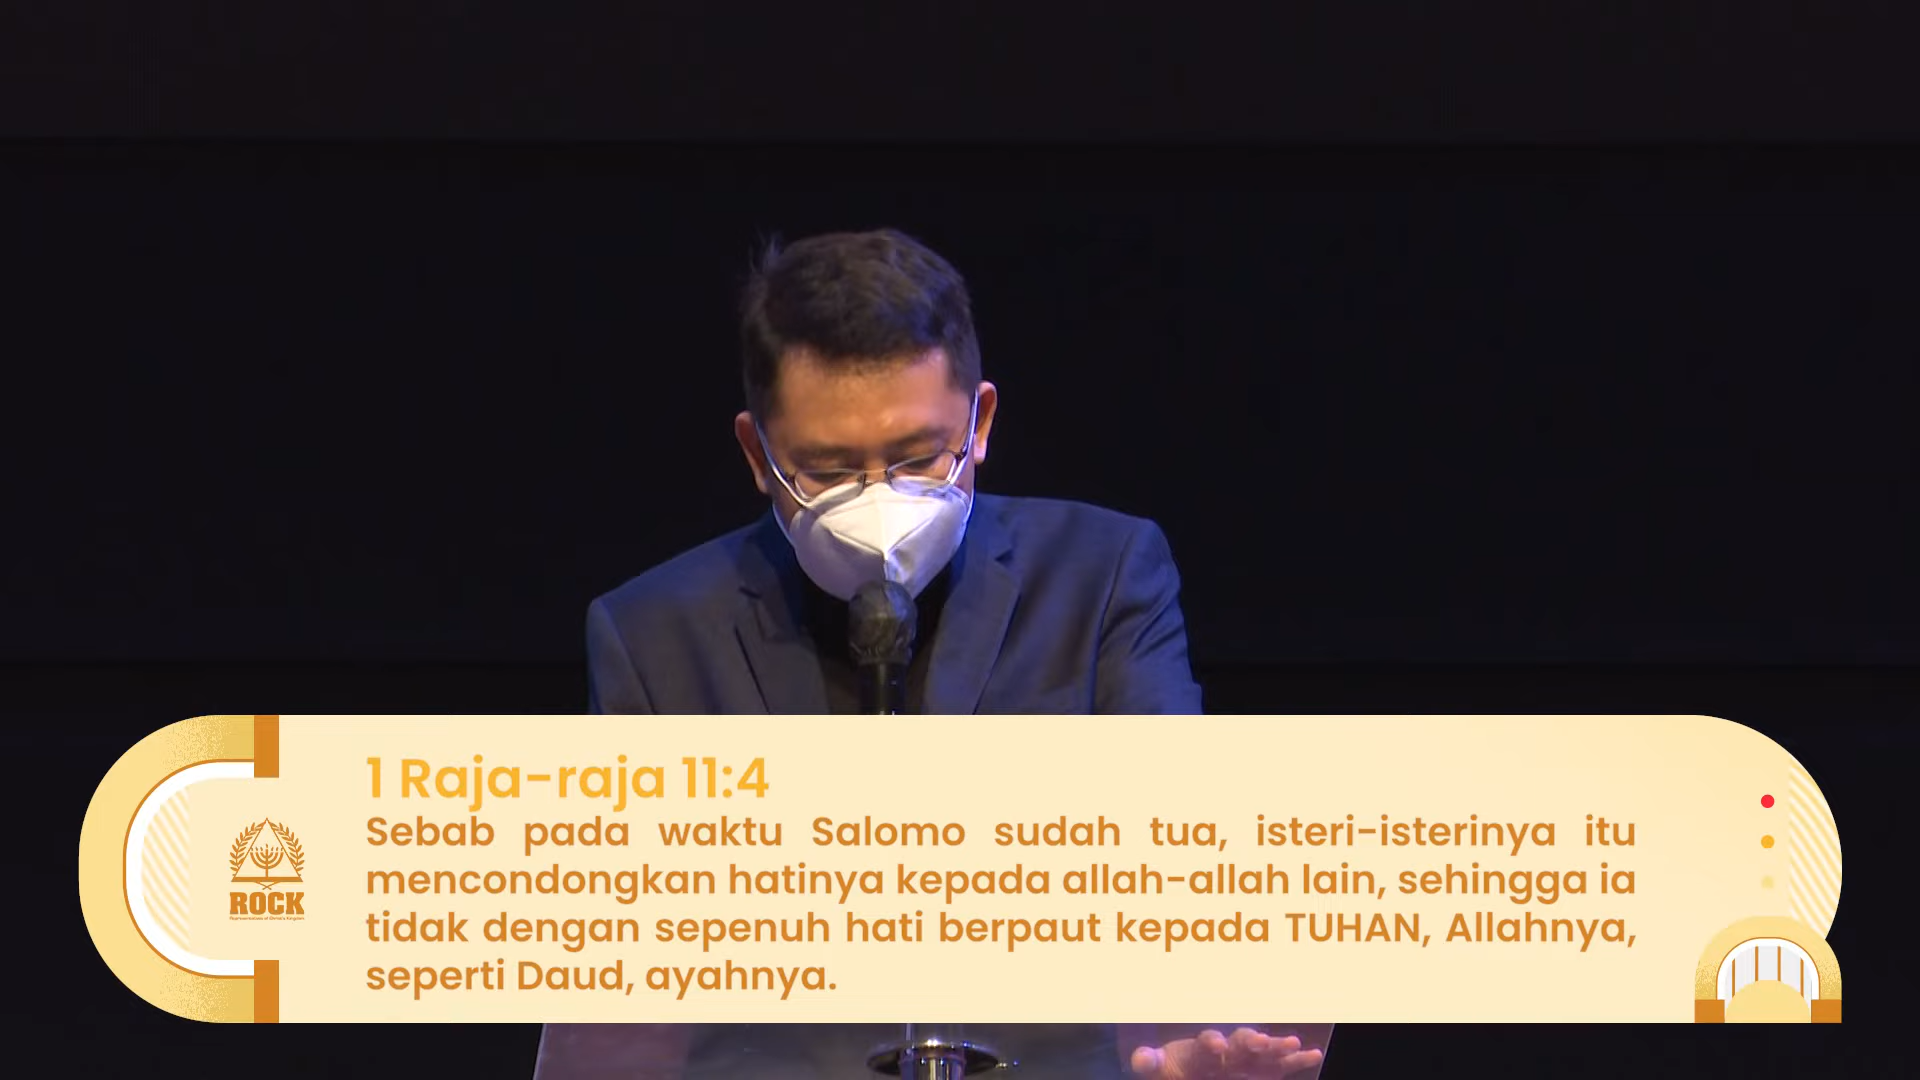 1 Raja-raja 11:4
Sebab pada waktu Salomo sudah tua, isteri-isterinya itu
mencondongkan hatinya kepada allah-allah lain, sehingga ia
tidak dengan sepenuh hati berpaut kepada TUHAN, Allahnya,
seperti Daud, ayahnya.
ROCK